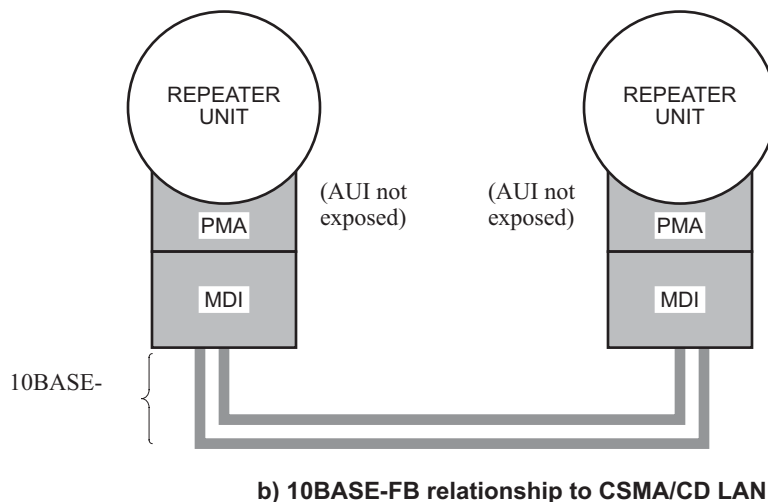 REPEATER
UNIT
REPEATER
UNIT
(AUI not
exposed)
(AUI not
exposed)
PMA
PMA
MDI
MDI
10BASE-
b) 10BASE-FB relationship to CSMA/CD LAN